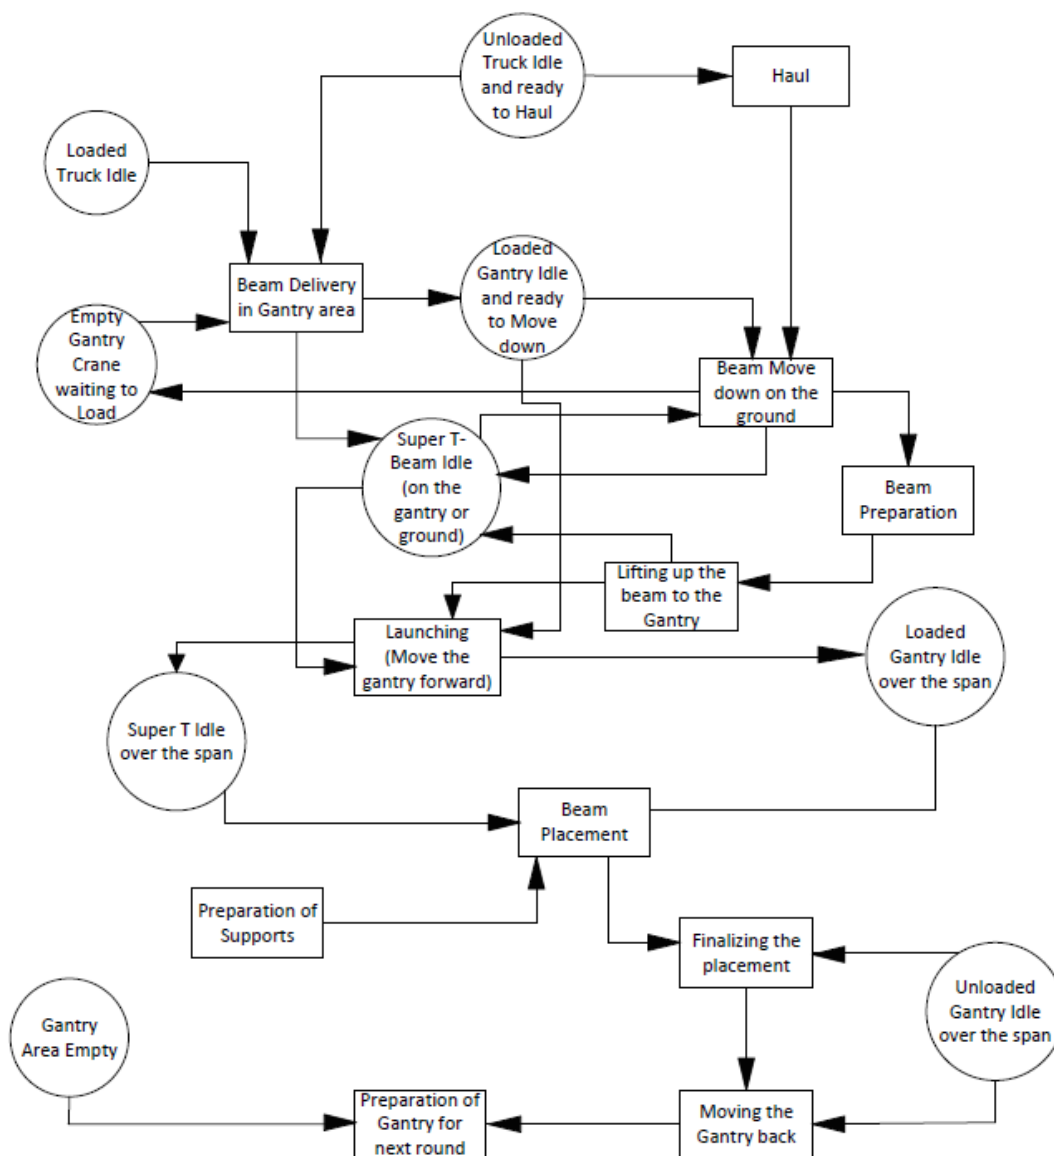 Unloaded
Truck Idle
and ready
to Haul
Haul
Loaded
Truck Idle
Beam Delivery
in Gantry area
Loaded
Gantry Idle
and ready
to Move
down
Empty
Gantry
Crane
waiting to
Load
Beam Move
down on the
ground
Super T-
Beam Idle
(on the
gantry or
ground)
Beam
Preparation
Lifting up the
beam to the
Gantry
Launching
(Move the
gantry forward)
Loaded
Gantry Idle
over the span
Super T Idle
over the span
Beam
Placement
Preparation of
Supports
Finalizing the
placement
Unloaded
Gantry Idle
over the span
Gantry
Area Empty
Preparation of
Gantry for
next round
Moving the
Gantry back